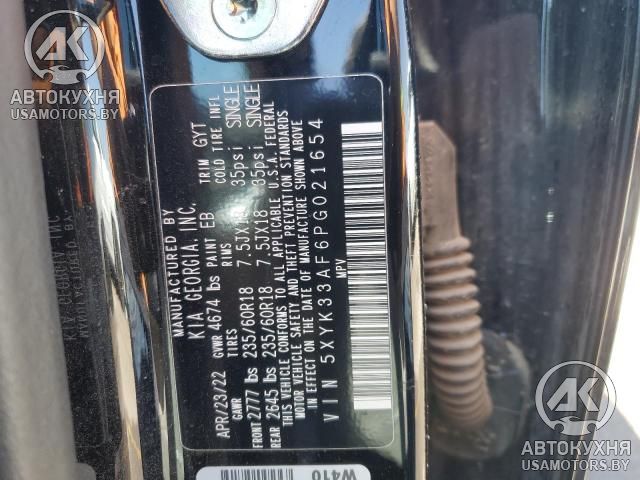 АВТОКУХНЯ
USAMOTORS.BY
АВТОКУХНЯ
USAMOTORS.BY
MANUFACTURED BY
KIA GEORGIA, INC.
APR/23/22 GVWR 4674 lbs PAINT EB TRIM GYT
GAWR TIRES RIMS COLD TIRE INFL
FRONT 2777 lbs 235/60R18 7.5JX18 35psi SINGLE
REAR 2645 lbs 235/60R18 7.5JX18 35psi SINGLE
THIS VEHICLE CONFORMS TO ALL APPLICABLE U.S.A. FEDERAL
MOTOR VEHICLE SAFETY AND THEFT PREVENTION STANDARDS
IN EFFECT ON THE DATE OF MANUFACTURE SHOWN ABOVE
VIN 5XYK33AF6PG021654
MPV
W410
АВТОКУХНЯ
USAMOTORS.BY